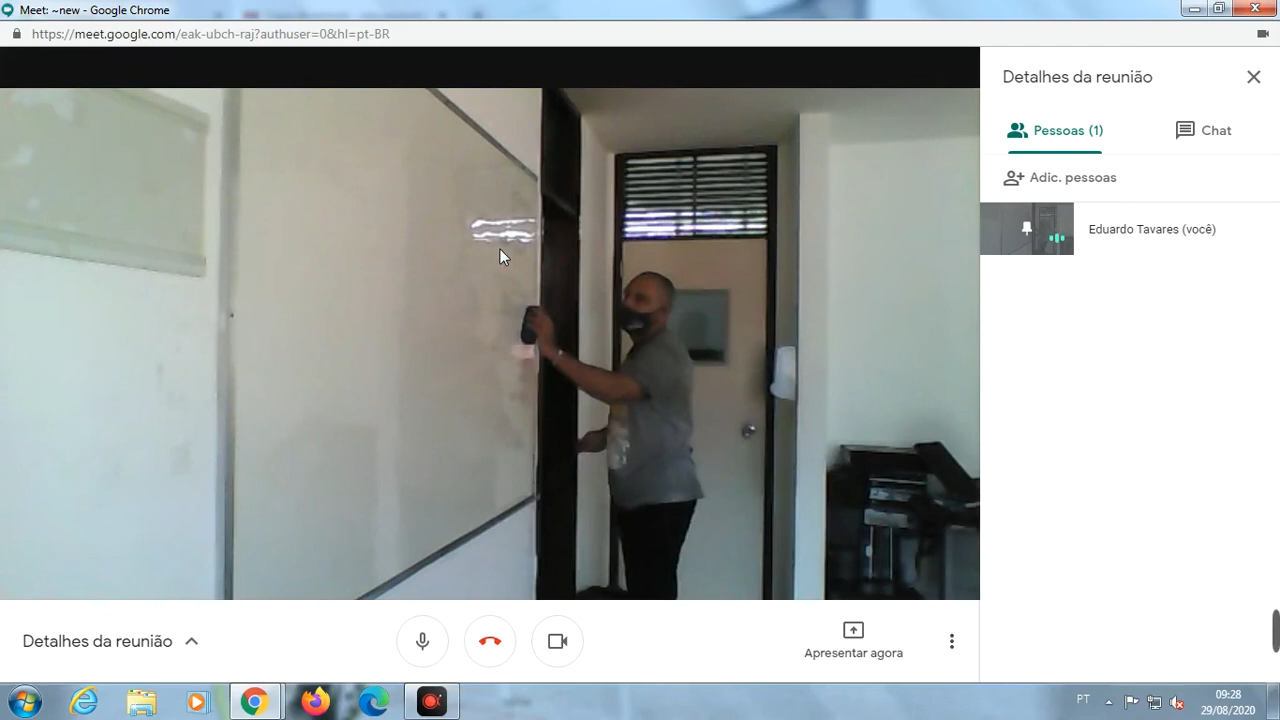 Meet: ~new - Google Chrome
https://meet.google.com/eak-ubch-raj?authuser=0&hl=pt-BR
Detalhes da reunião
Pessoas (1)
Chat
Adic. pessoas
Eduardo Tavares (você)
Detalhes da reunião
Apresentar agora
PT
09:28
29/08/2020